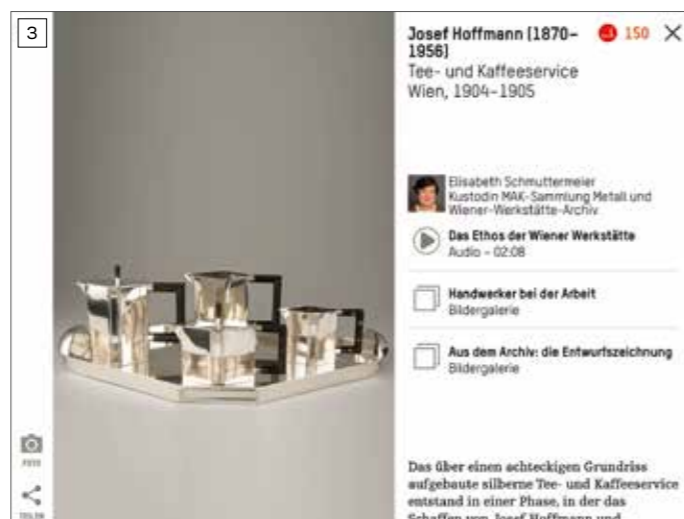 3
Josef Hoffmann (1870–
1956)
150
Tee- und Kaffeeservice
Wien, 1904–1905
Elisabeth Schmuttermeier
Kustodin MAK-Sammlung Metall und
Wiener-Werkstätte-Archiv
Das Ethos der Wiener Werkstätte
Audio – 02:08
Handwerker bei der Arbeit
Bildergalerie
Aus dem Archiv: die Entwurfszeichnung
Bildergalerie
FOTO
TEILEN
Das über einen achteckigen Grundriss
aufgebaute silberne Tee- und Kaffeeservice
entstand in einer Phase, in der das
Schaffen von Josef Hoffmann und